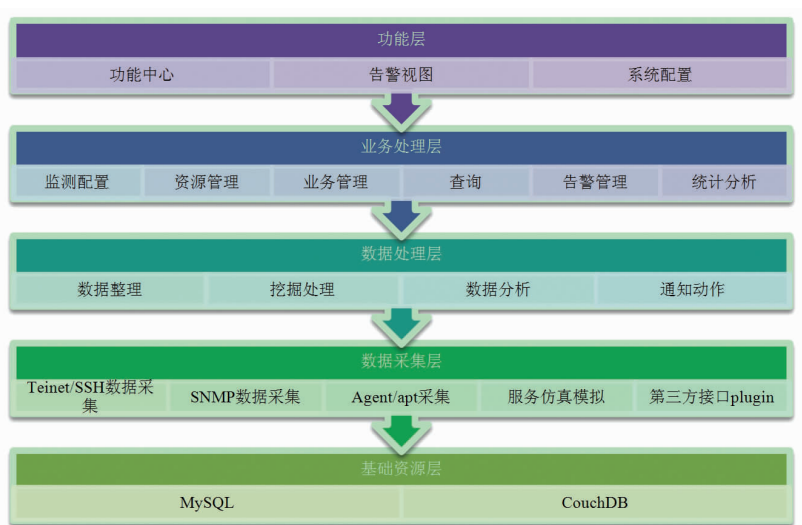 功能层
功能中心 告警视图 系统配置
业务处理层
监测配置 资源管理 业务管理 查询 告警管理 统计分析
数据处理层
数据整理 挖掘处理 数据分析 通知动作
数据采集层
Teinet/SSH数据采
集
SNMP数据采集 Agent/apt采集 服务仿真模拟 第三方接口plugin
基础资源层
MySQL CouchDB